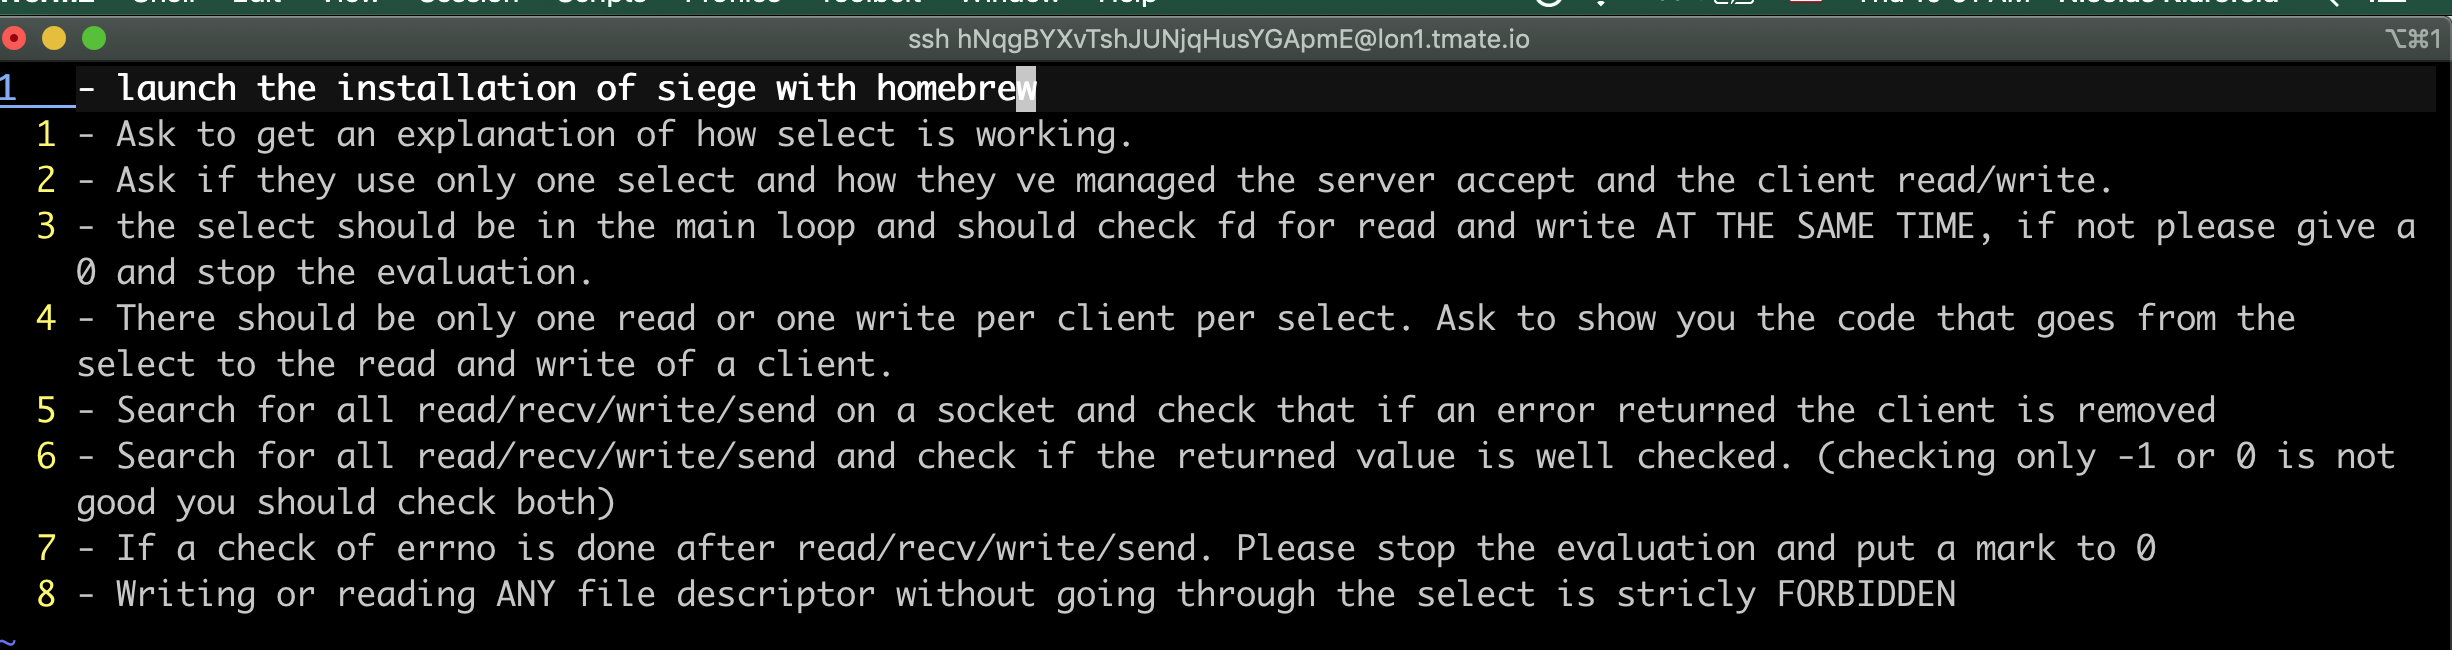 Shell Edit View Session Scripts Profiles Toolbelt Window Help
ssh hNqgBYXvTshJUNjqHusYGApmE@lon1.tmate.io ⌥⌘1
1 - launch the installation of siege with homebrew
1 - Ask to get an explanation of how select is working.
2 - Ask if they use only one select and how they ve managed the server accept and the client read/write.
3 - the select should be in the main loop and should check fd for read and write AT THE SAME TIME, if not please give a
0 and stop the evaluation.
4 - There should be only one read or one write per client per select. Ask to show you the code that goes from the
select to the read and write of a client.
5 - Search for all read/recv/write/send on a socket and check that if an error returned the client is removed
6 - Search for all read/recv/write/send and check if the returned value is well checked. (checking only -1 or 0 is not
good you should check both)
7 - If a check of errno is done after read/recv/write/send. Please stop the evaluation and put a mark to 0
8 - Writing or reading ANY file descriptor without going through the select is stricly FORBIDDEN
~